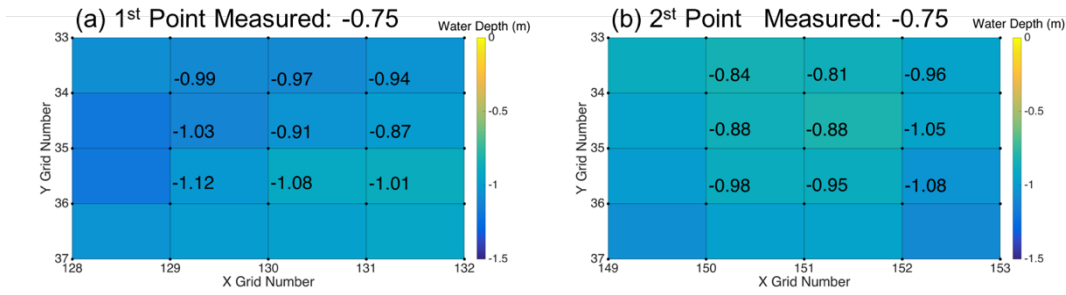 (a) 1st Point Measured: -0.75
Water Depth (m)
33
34
35
36
37
Y Grid Number
-0.99 -0.97 -0.94
-1.03 -0.91 -0.87
-1.12 -1.08 -1.01
128 129 130 131 132
X Grid Number
0
-0.5
-1
-1.5
(b) 2st Point Measured: -0.75
Water Depth (m)
33
34
35
36
37
Y Grid Number
-0.84 -0.81 -0.96
-0.88 -0.88 -1.05
-0.98 -0.95 -1.08
149 150 151 152 153
X Grid Number
0
-0.5
-1
-1.5